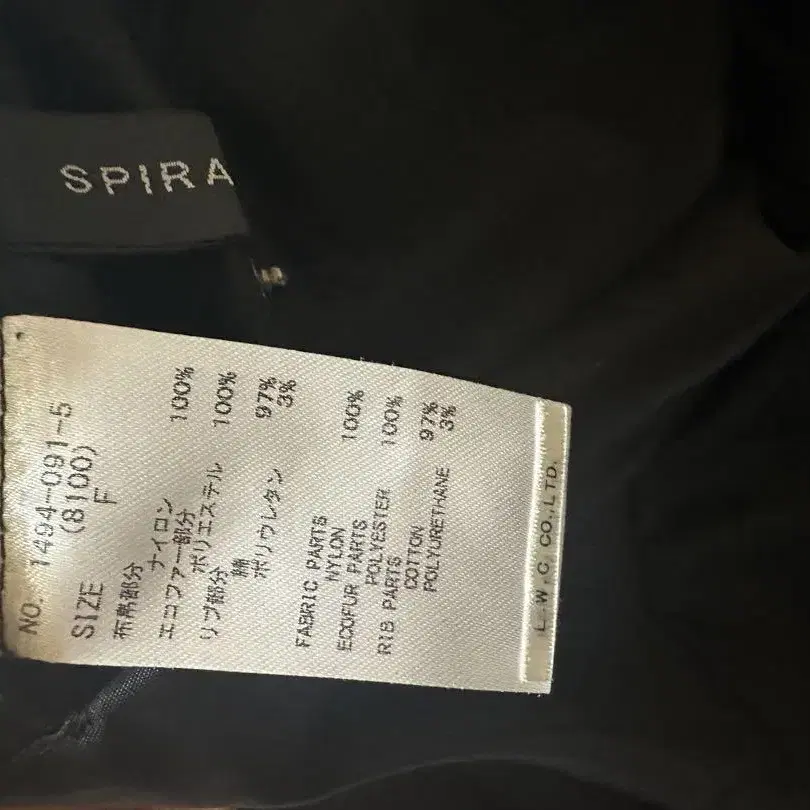 SPIRA
NO. 1494-091-5
(8100)
SIZE F
布帛部分
ナイロン 100%
エコファー部分
ポリエステル 100%
リブ部分
綿 97%
ポリウレタン 3%
FABRIC PARTS
NYLON 100%
ECOFUR PARTS
POLYESTER 100%
RIB PARTS
COTTON 97%
POLYURETHANE 3%
L.W.C. CO.,LTD.